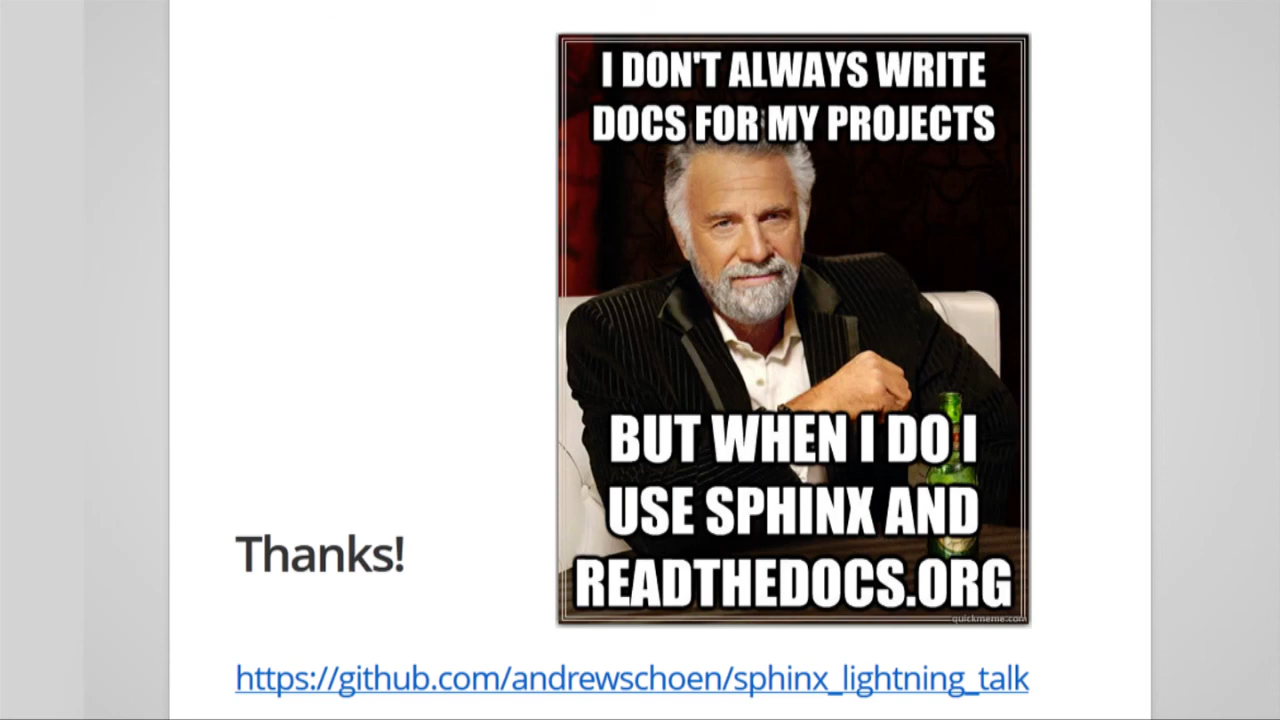 I DON'T ALWAYS WRITE
DOCS FOR MY PROJECTS
BUT WHEN I DO I
USE SPHINX AND
READTHEDOCS.ORG
quickmeme.com
Thanks!
https://github.com/andrewschoen/sphinx_lightning_talk